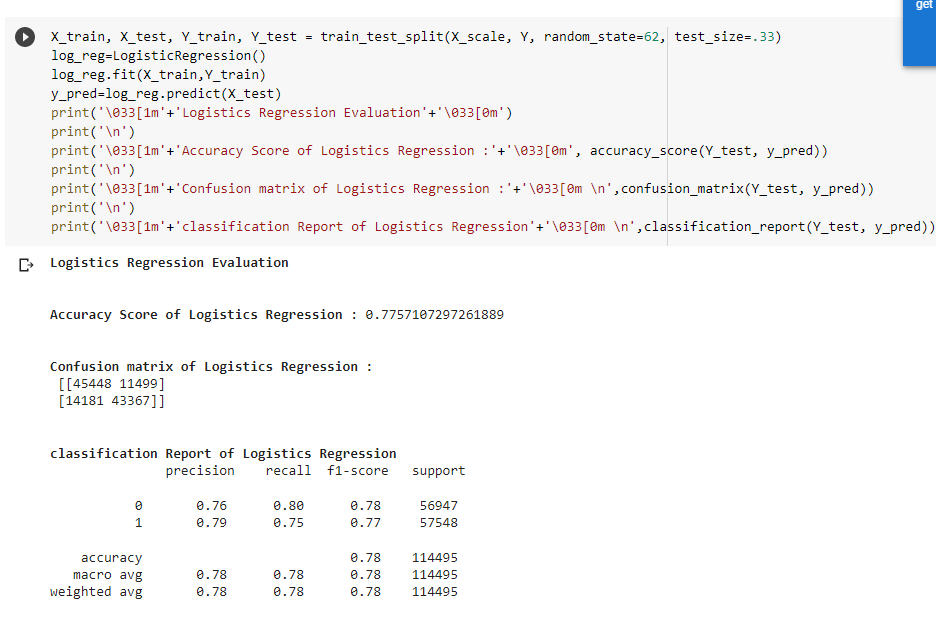 get
X_train, X_test, Y_train, Y_test = train_test_split(X_scale, Y, random_state=62, test_size=.33)
log_reg=LogisticRegression()
log_reg.fit(X_train,Y_train)
y_pred=log_reg.predict(X_test)
print('\033[1m'+'Logistics Regression Evaluation'+'\033[0m')
print('\n')
print('\033[1m'+'Accuracy Score of Logistics Regression :'+'\033[0m', accuracy_score(Y_test, y_pred))
print('\n')
print('\033[1m'+'Confusion matrix of Logistics Regression :'+'\033[0m \n',confusion_matrix(Y_test, y_pred))
print('\n')
print('\033[1m'+'classification Report of Logistics Regression'+'\033[0m \n',classification_report(Y_test, y_pred))
Logistics Regression Evaluation
Accuracy Score of Logistics Regression : 0.7757107297261889
Confusion matrix of Logistics Regression :
[[45448 11499]
[14181 43367]]
classification Report of Logistics Regression
precision recall f1-score support
0 0.76 0.80 0.78 56947
1 0.79 0.75 0.77 57548
accuracy 0.78 114495
macro avg 0.78 0.78 0.78 114495
weighted avg 0.78 0.78 0.78 114495